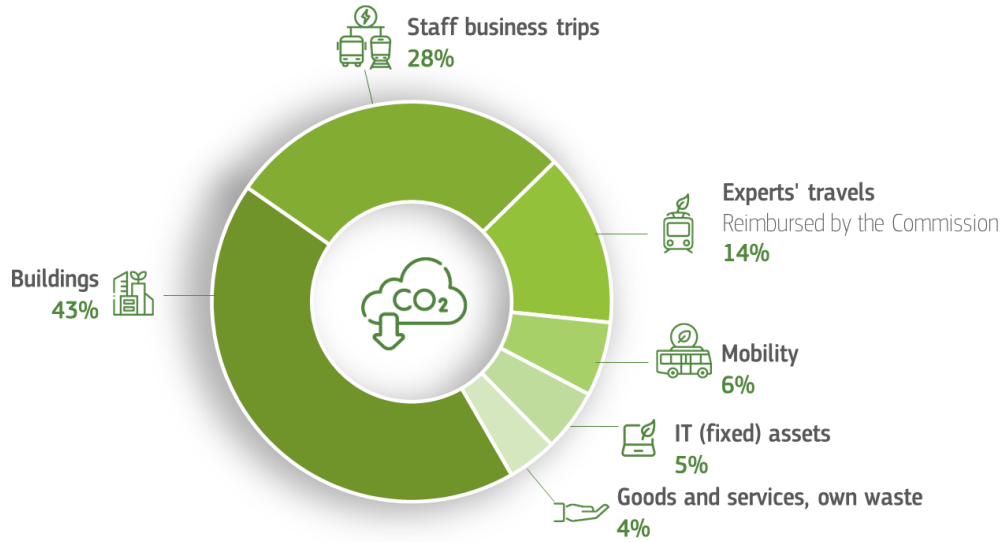 Staff business trips
28%
Experts' travels
Reimbursed by the Commission
14%
Buildings
43%
CO₂
Mobility
6%
IT (fixed) assets
5%
Goods and services, own waste
4%